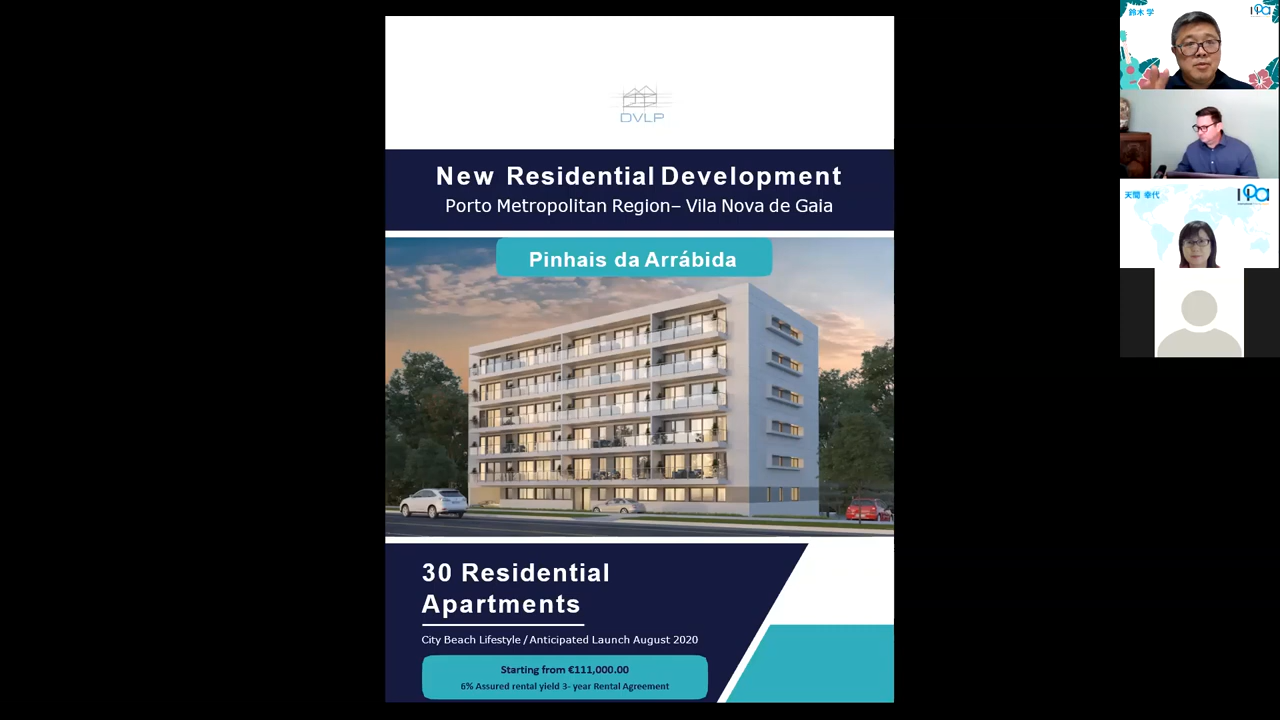 DVLP
New Residential Development
Porto Metropolitan Region– Vila Nova de Gaia
Pinhais da Arrábida
30 Residential
Apartments
City Beach Lifestyle / Anticipated Launch August 2020
Starting from €111,000.00
6% Assured rental yield 3- year Rental Agreement
鈴木 学
IPA
天間 幸代
IPA